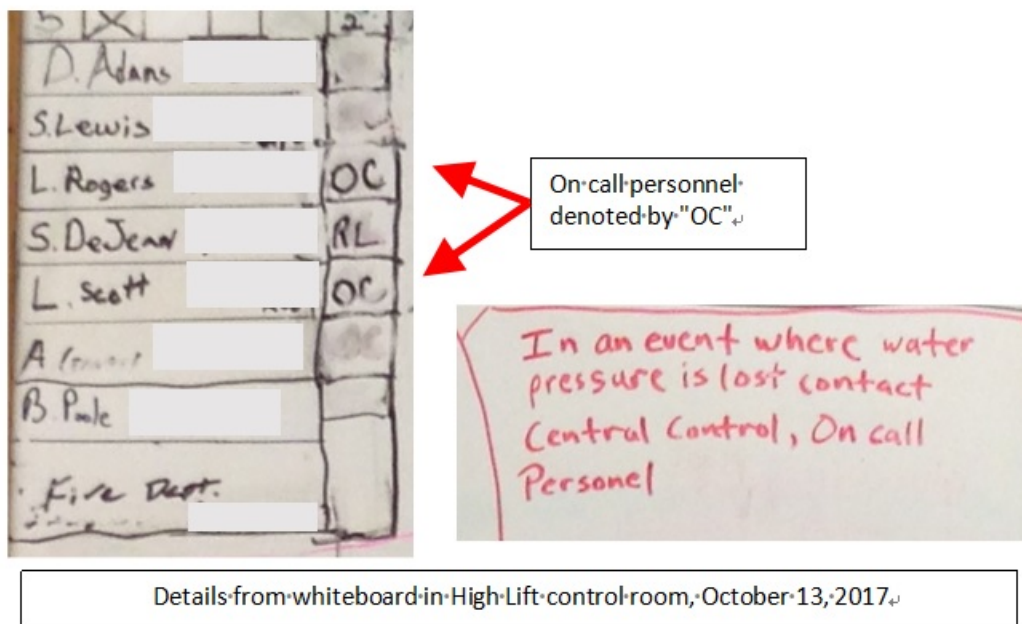 5
2
D. Adams
S. Lewis
L. Rogers OC
S. DeJean RL
L. Scott OC
A
B. Poole
Fire Dept.
On call personnel
denoted by "OC"
In an event where water
pressure is lost contact
Central Control, On call
Personel
Details from whiteboard in High Lift control room, October 13, 2017